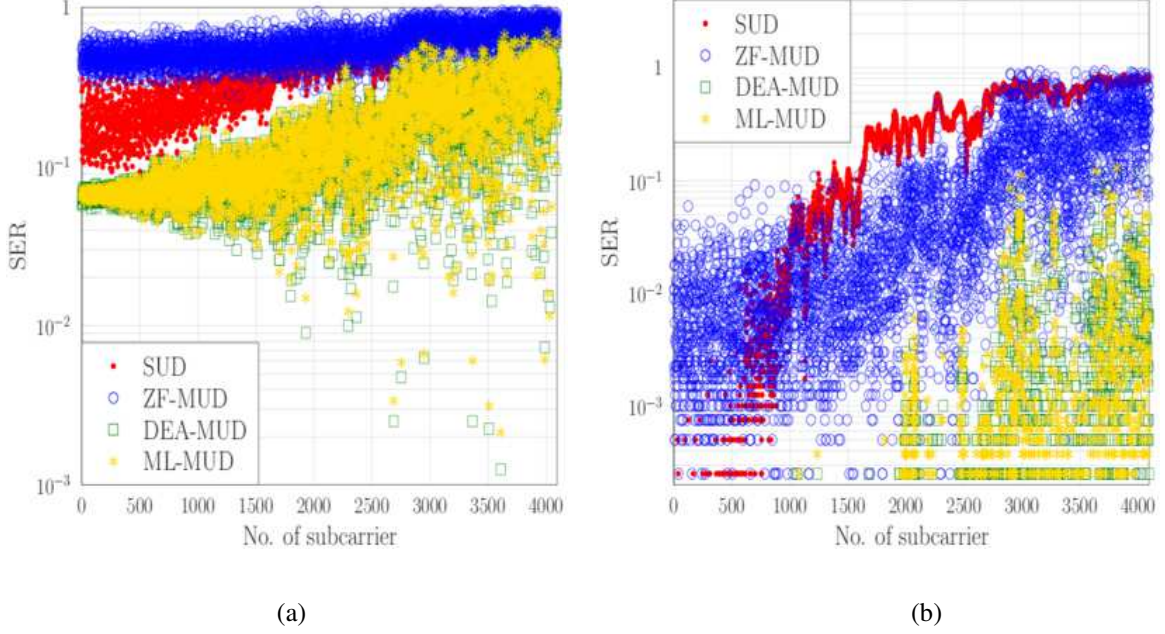 1
10^{-1}
10^{-2}
10^{-3}
SER
SUD
ZF-MUD
DEA-MUD
ML-MUD
0 500 1000 1500 2000 2500 3000 3500 4000
No. of subcarrier
(a)
SUD
ZF-MUD
DEA-MUD
ML-MUD
1
10^{-1}
10^{-2}
10^{-3}
SER
0 500 1000 1500 2000 2500 3000 3500 4000
No. of subcarrier
(b)